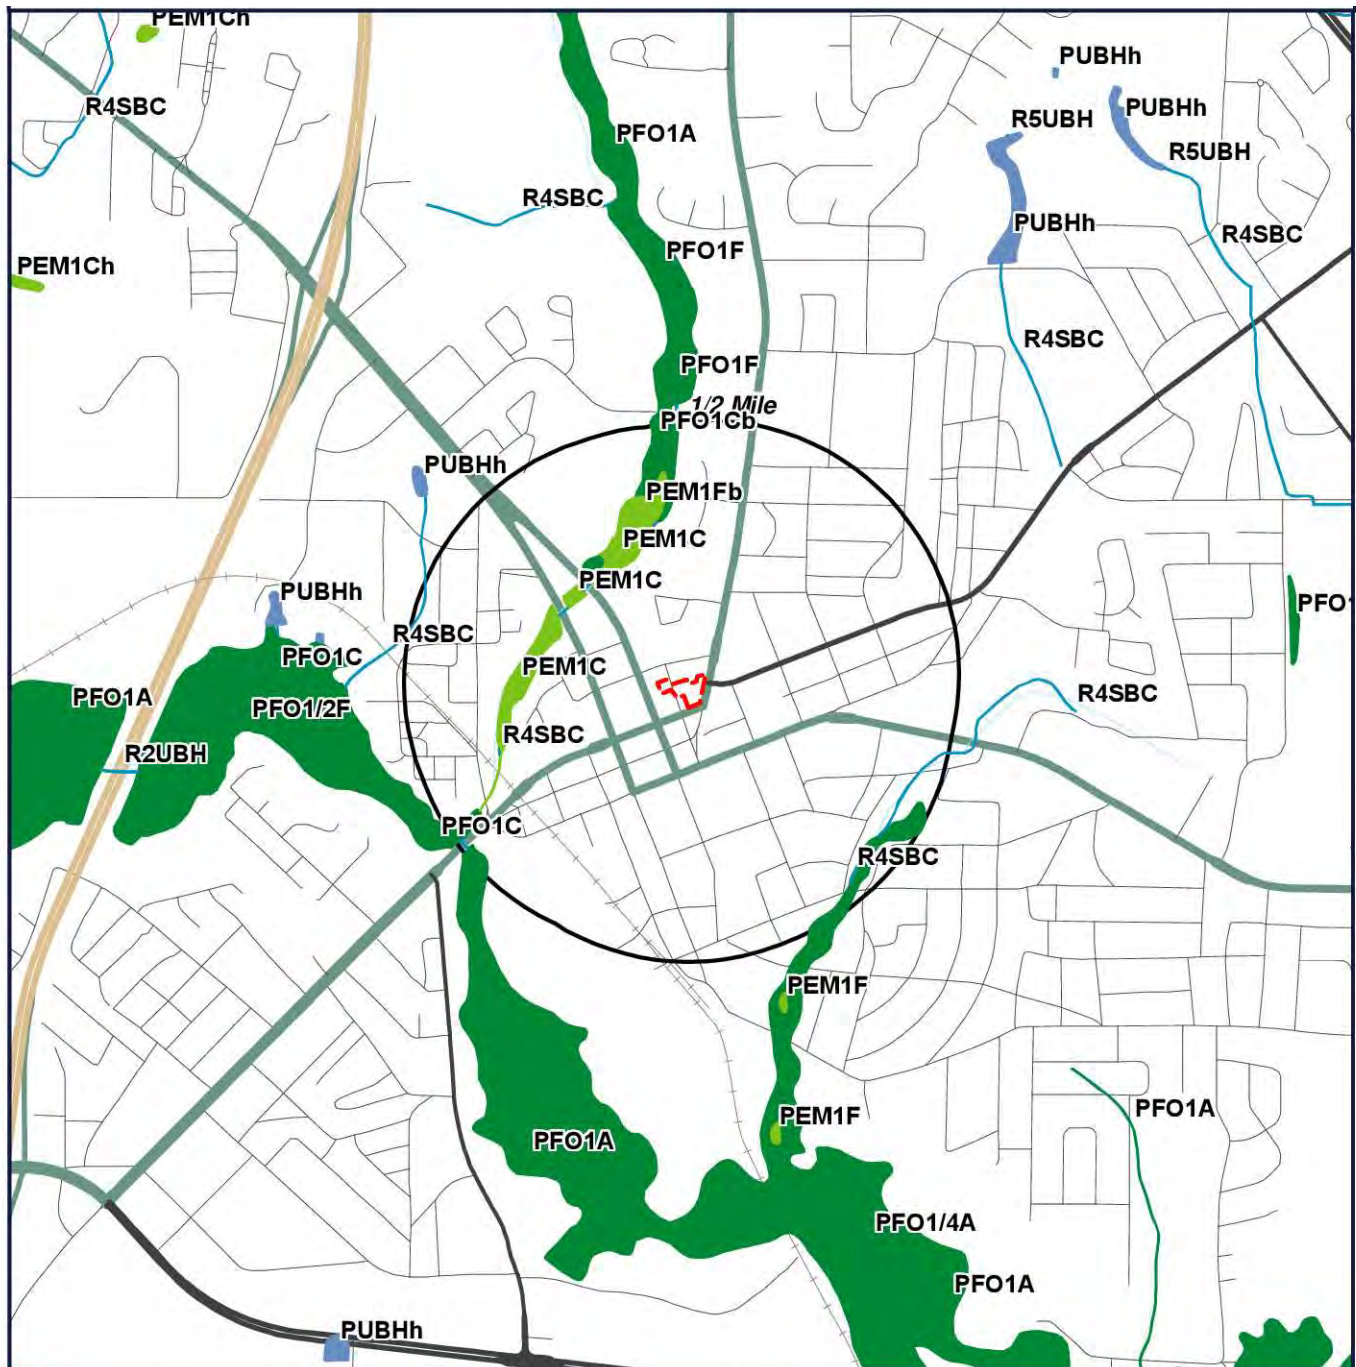 PEM1Ch
PUBHh
R4SBC
PUBHh
R5UBH
PFO1A
R5UBH
R4SBC
PUBHh
R4SBC
PFO1F
PEM1Ch
R4SBC
PFO1F
1/2 Mile
PFO1Cb
PUBHh
PEM1Fb
PEM1C
PEM1C
PUBHh
PFO1
R4SBC
PFO1C
PEM1C
PFO1A
R4SBC
PFO1/2F
R4SBC
R2UBH
PFO1C
R4SBC
PEM1F
PFO1A
PEM1F
PFO1A
PFO1/4A
PFO1A
PUBHh